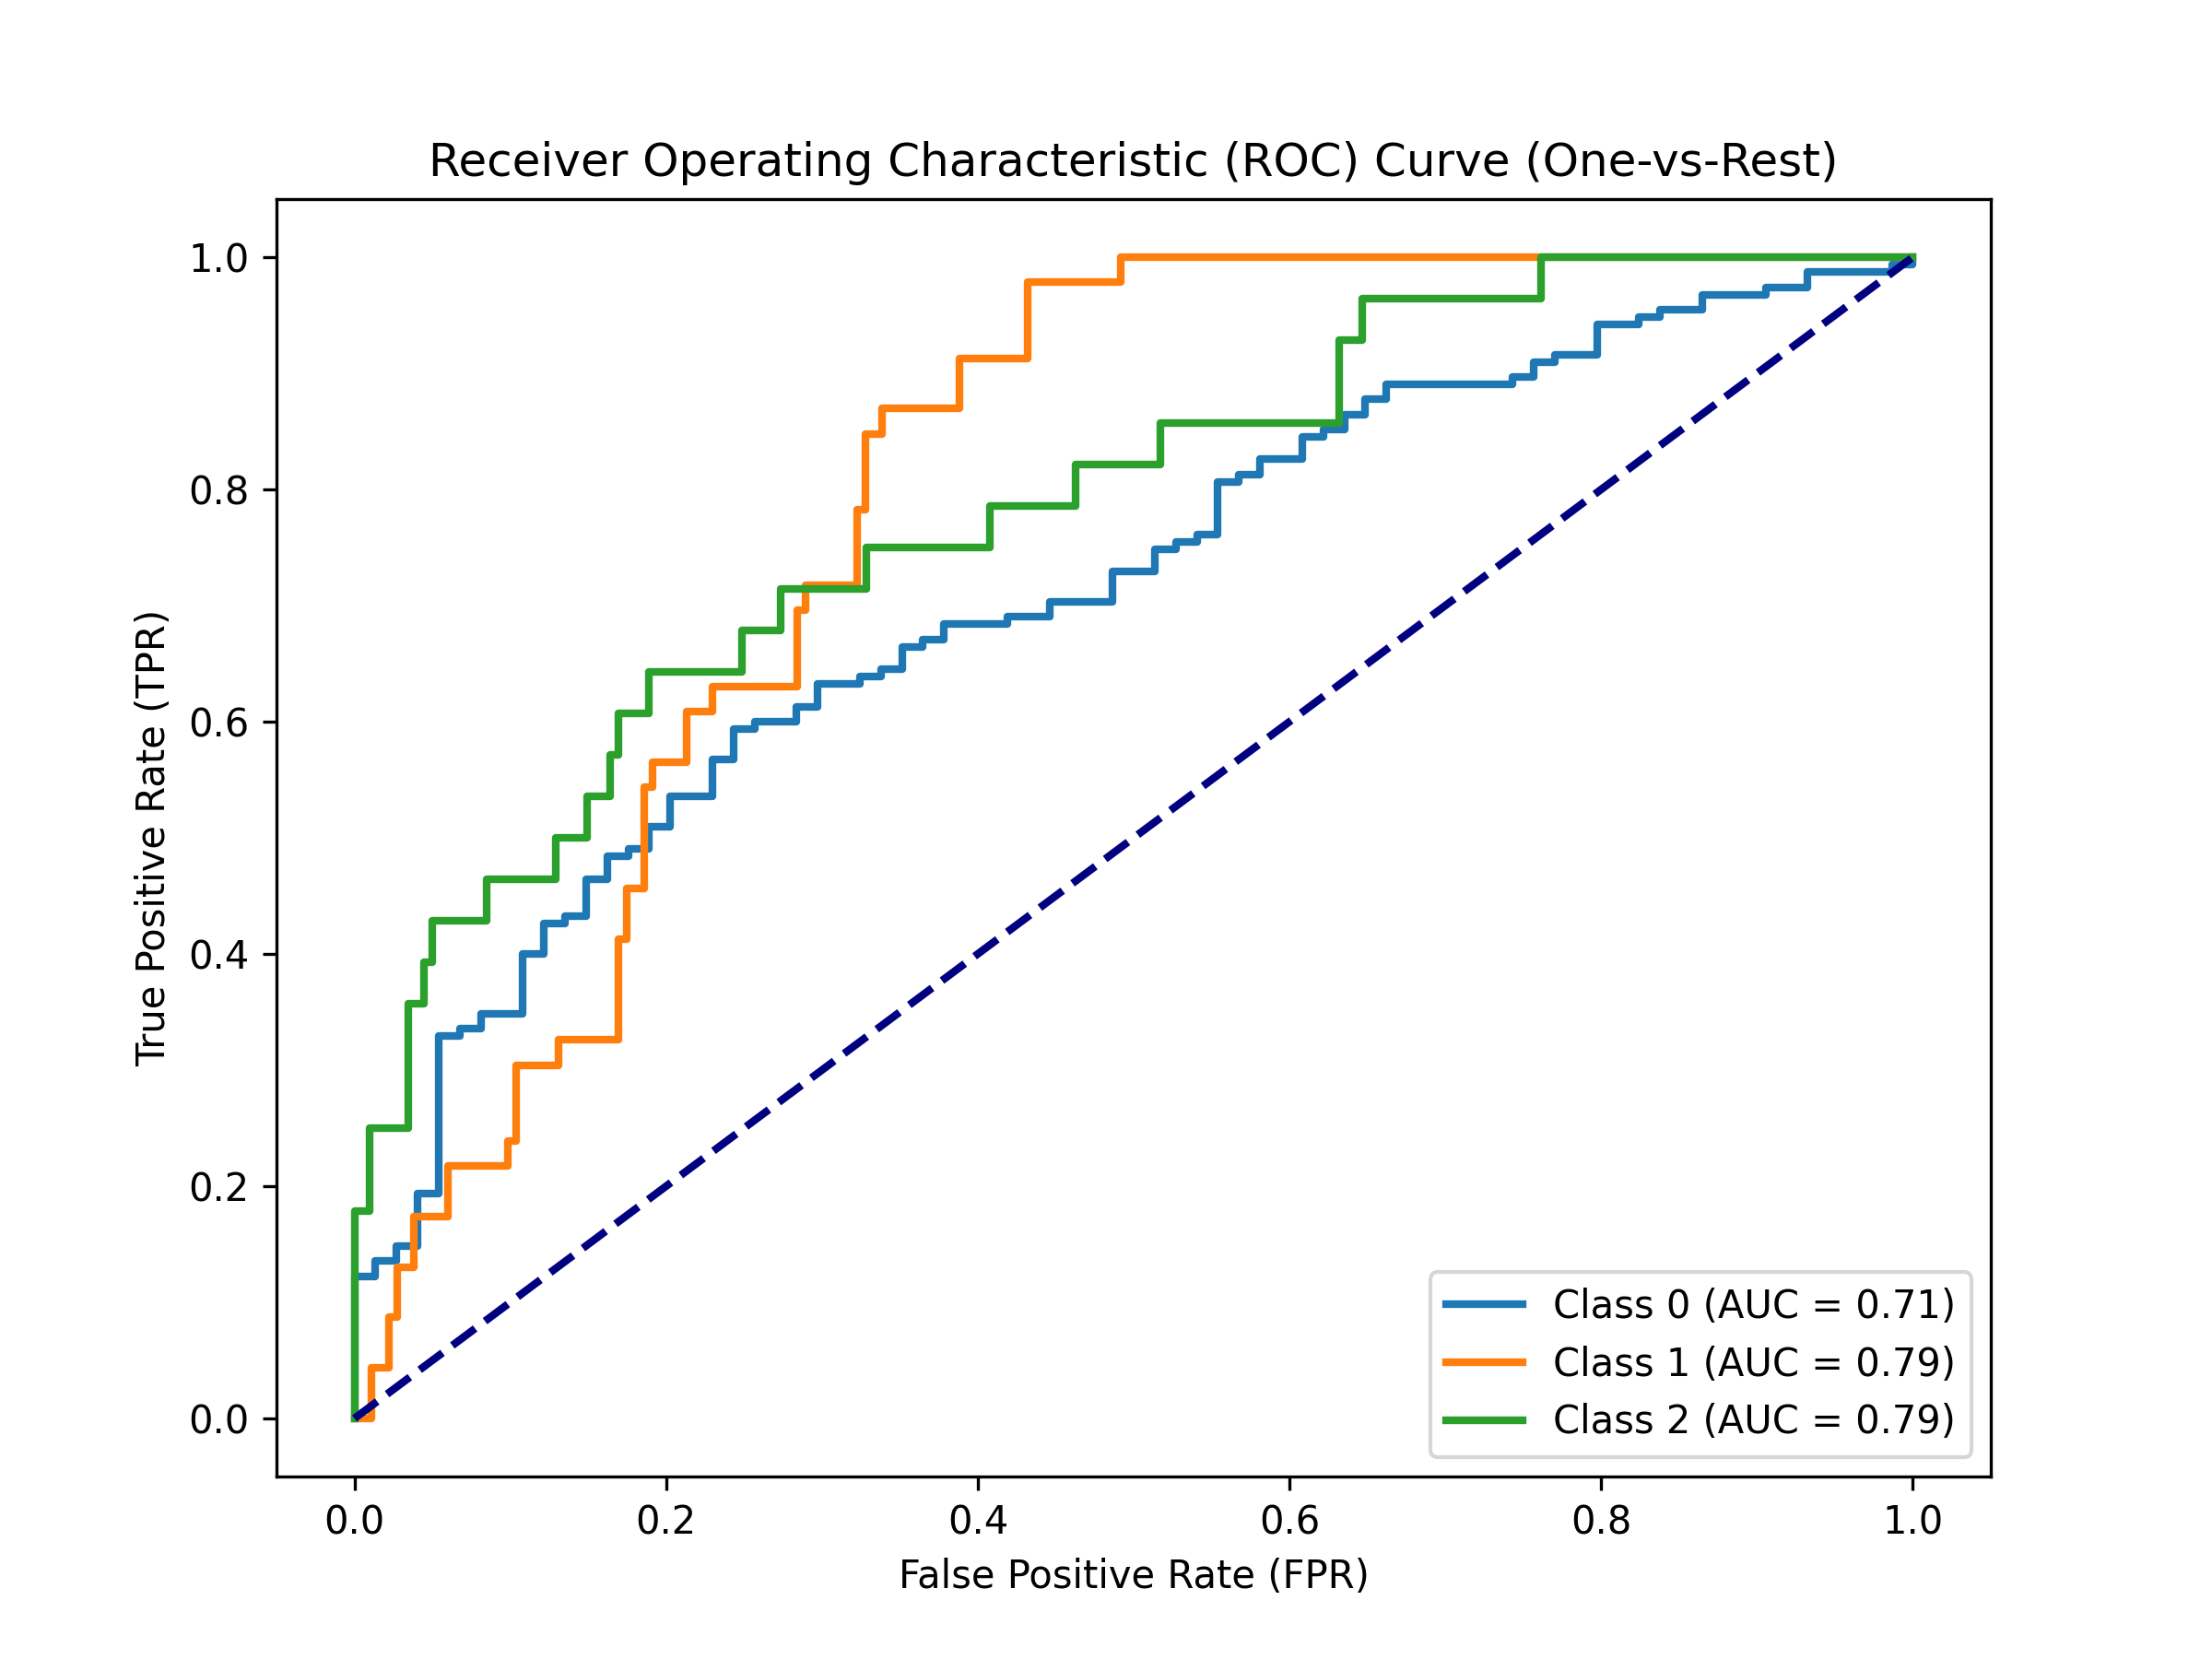 Receiver Operating Characteristic (ROC) Curve (One-vs-Rest)
1.0
0.8
0.6
0.4
0.2
0.0
True Positive Rate (TPR)
Class 0 (AUC = 0.71)
Class 1 (AUC = 0.79)
Class 2 (AUC = 0.79)
0.0 0.2 0.4 0.6 0.8 1.0
False Positive Rate (FPR)